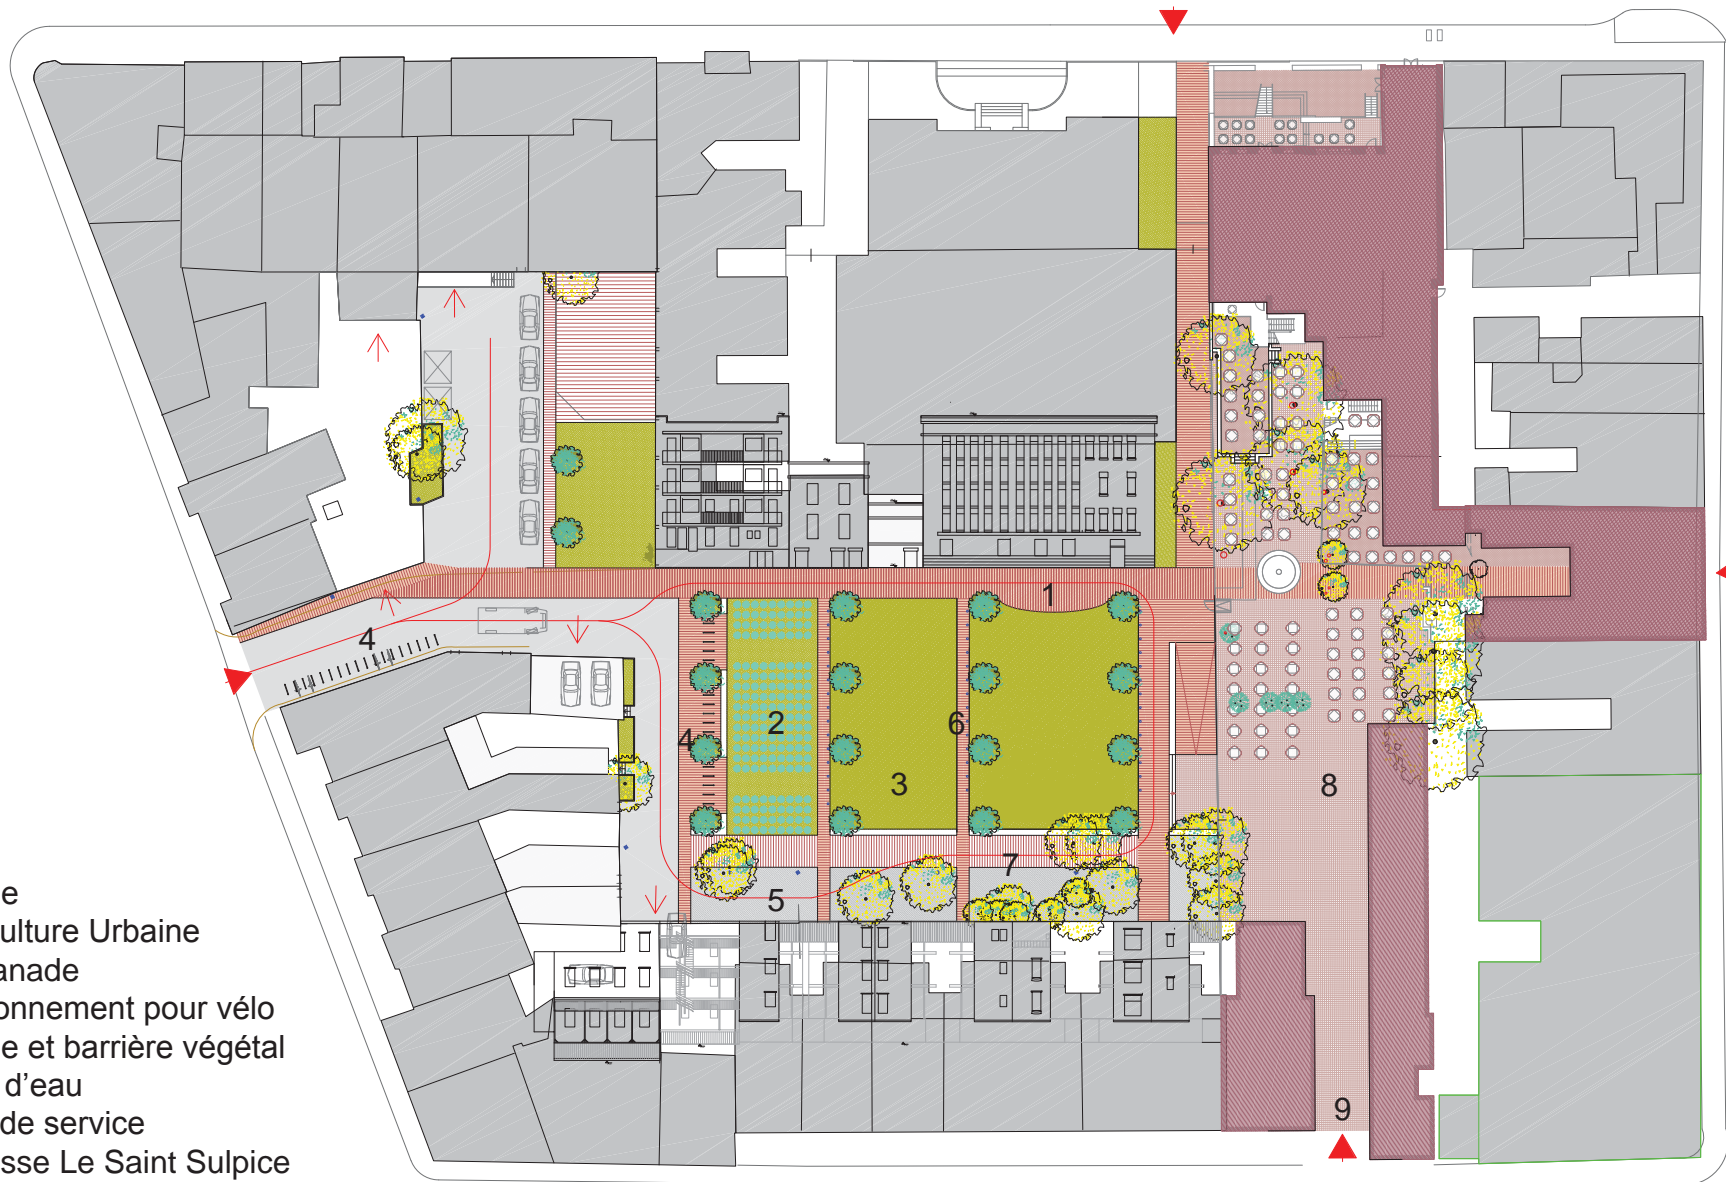 1
4
2
4
6
3
8
7
5
9
e
ulture Urbaine
anade
onnement pour vélo
e et barrière végétal
d’eau
de service
sse Le Saint Sulpice